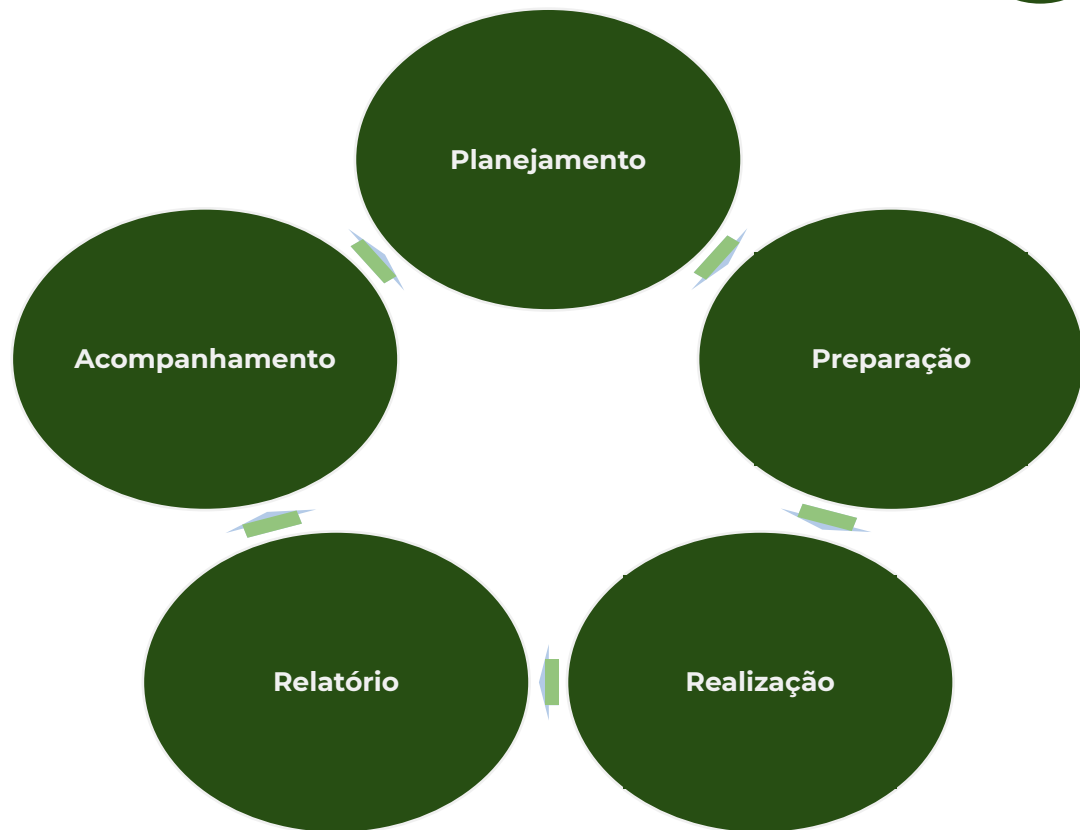 Planejamento
Acompanhamento
Preparação
Relatório
Realização